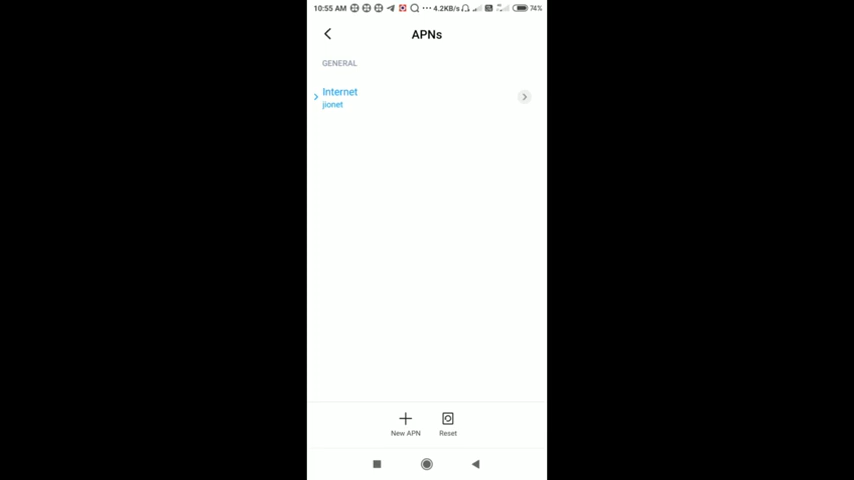 10:55 AM ··· 4.2KB/s 74%
APNs
GENERAL
Internet
jionet
New APN Reset